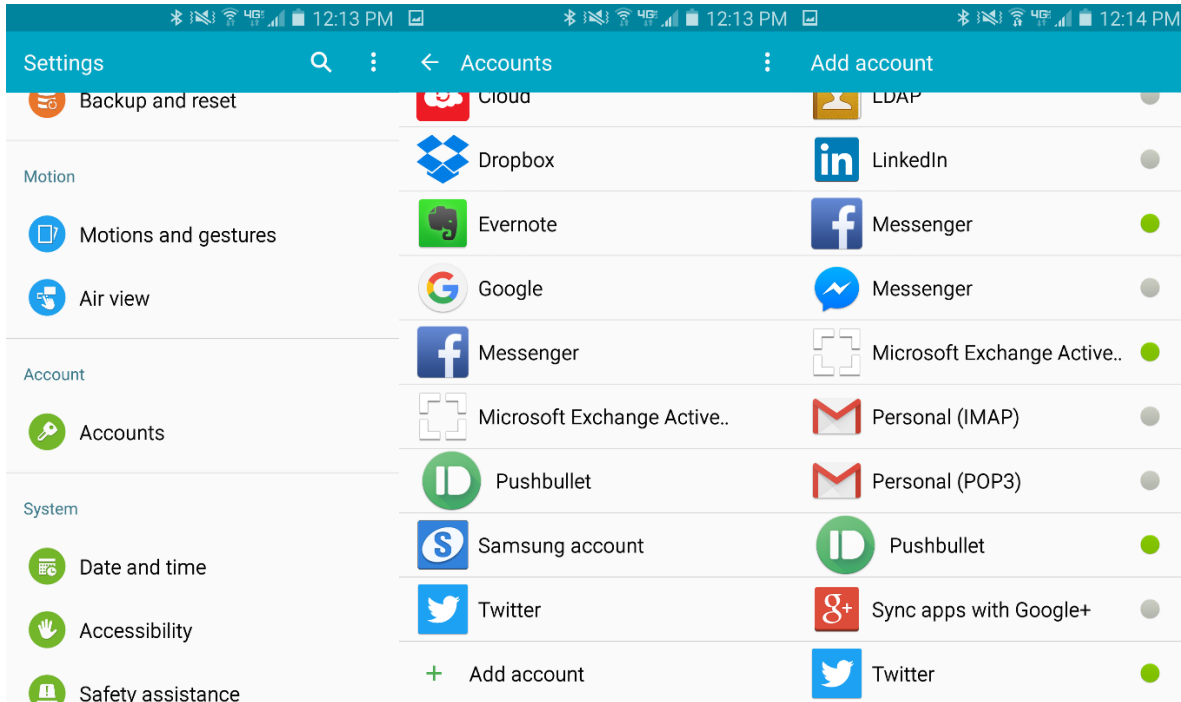 12:13 PM
Settings
Backup and reset
Motion
Motions and gestures
Air view
Account
Accounts
System
Date and time
Accessibility
Safety assistance
4G 12:13 PM
Accounts
Cloud
Dropbox
Evernote
Google
Messenger
Microsoft Exchange Active..
Pushbullet
Samsung account
Twitter
+ Add account
4G 12:14 PM
Add account
LDAP
in LinkedIn
Messenger
Messenger
Microsoft Exchange Active..
Personal (IMAP)
Personal (POP3)
Pushbullet
g+ Sync apps with Google+
Twitter